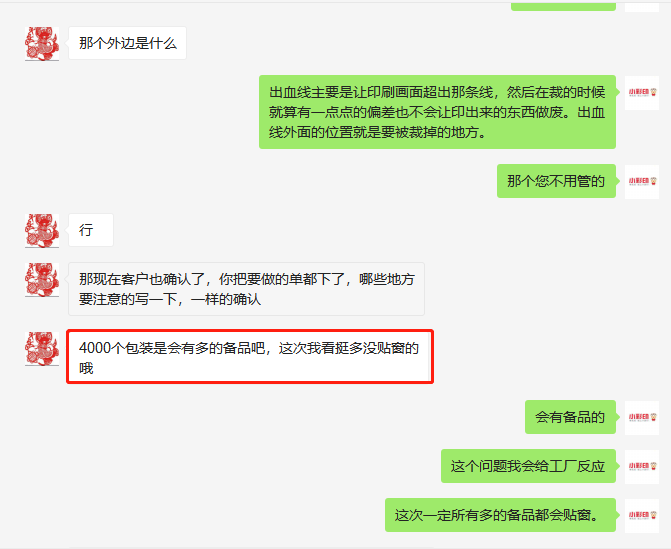 那个外边是什么
出血线主要是让印刷画面超出那条线，然后在裁的时候
就算有一点点的偏差也不会让印出来的东西做废。出血
线外面的位置就是要被裁掉的地方。
那个您不用管的
行
那现在客户也确认了，你把要做的单都下了，哪些地方
要注意的写一下，一样的确认
4000个包装是会有多的备品吧，这次我看挺多没贴窗的
哦
会有备品的
这个问题我会给工厂反应
这次一定所有多的备品都会贴窗。